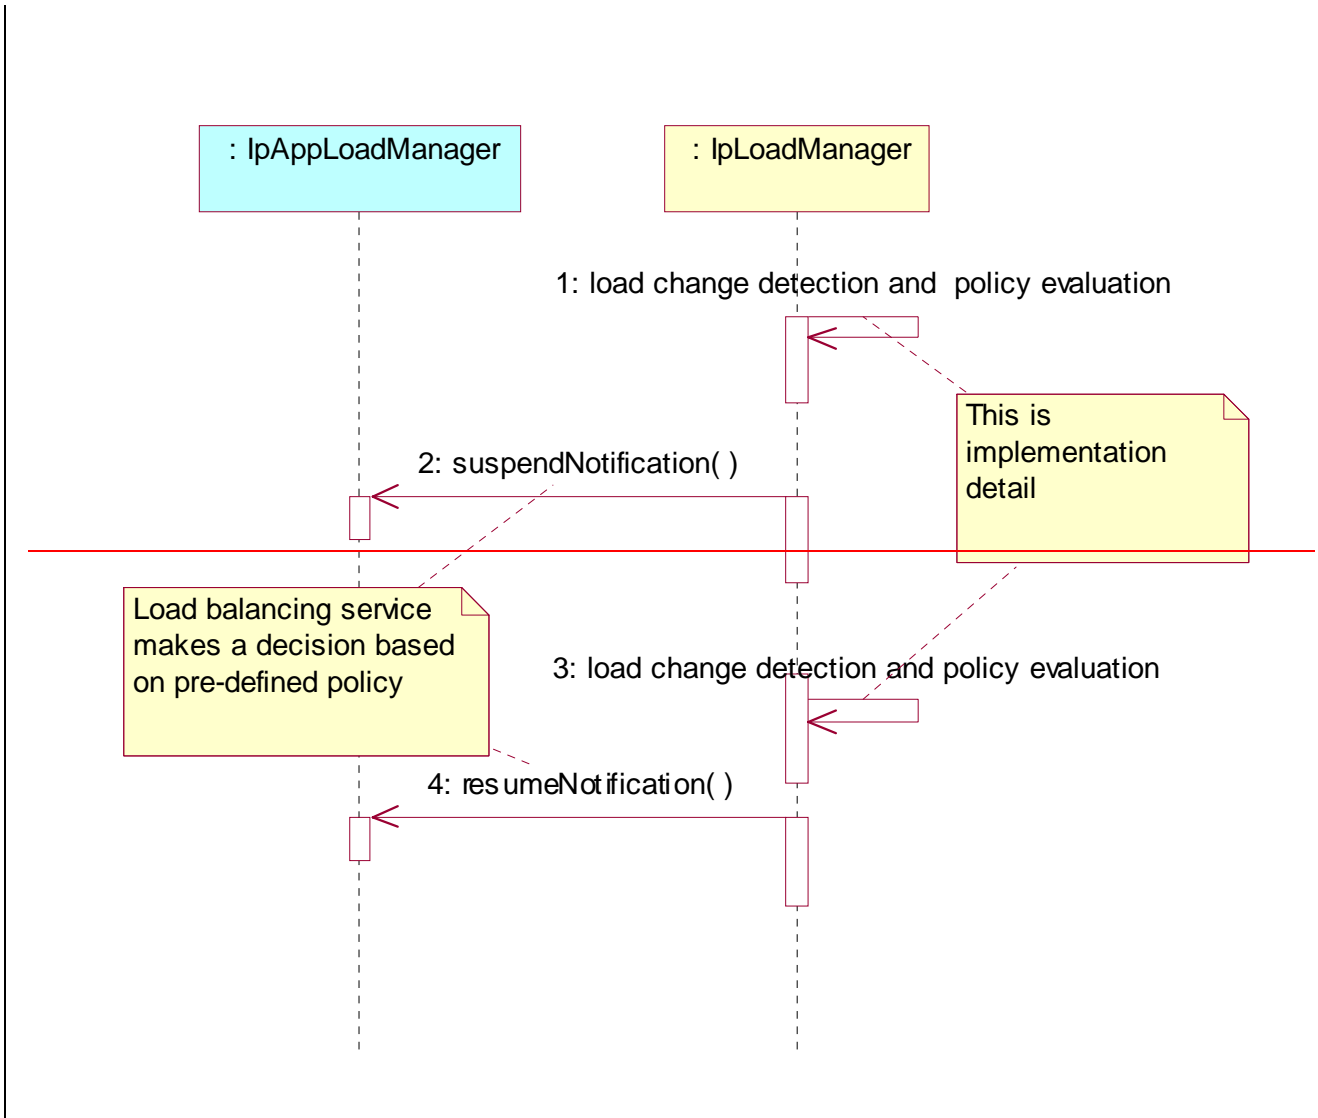 : IpAppLoadManager
: IpLoadManager
1: load change detection and  policy evaluation
This is
implementation
detail
2: suspendNotification( )
Load balancing service
makes a decision based
on pre-defined policy
3: load change detection and policy evaluation
4: resumeNotification( )